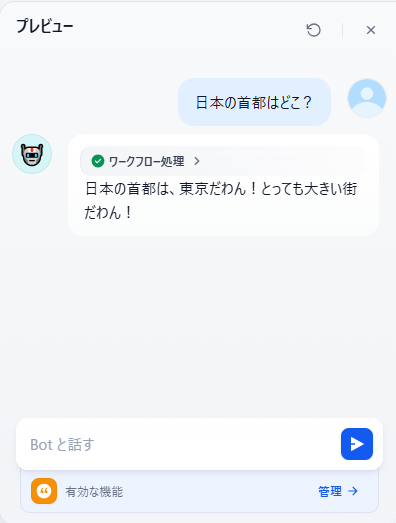 プレビュー
日本の首都はどこ？
ワークフロー処理
日本の首都は、東京だわん！とっても大きい街
だわん！
Bot と話す
有効な機能
管理